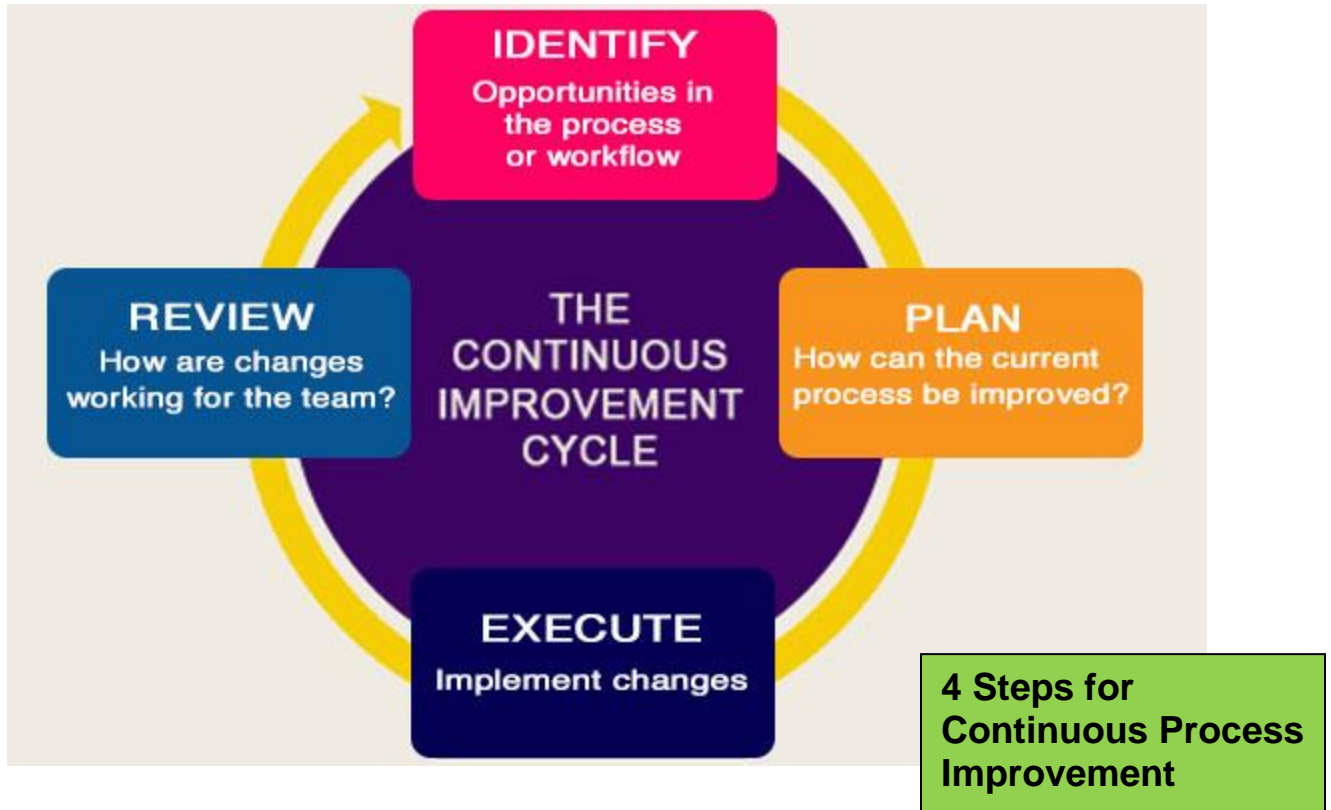 IDENTIFY
Opportunities in
the process
or workflow
PLAN
How can the current
process be improved?
EXECUTE
Implement changes
REVIEW
How are changes
working for the team?
THE
CONTINUOUS
IMPROVEMENT
CYCLE
4 Steps for
Continuous Process
Improvement